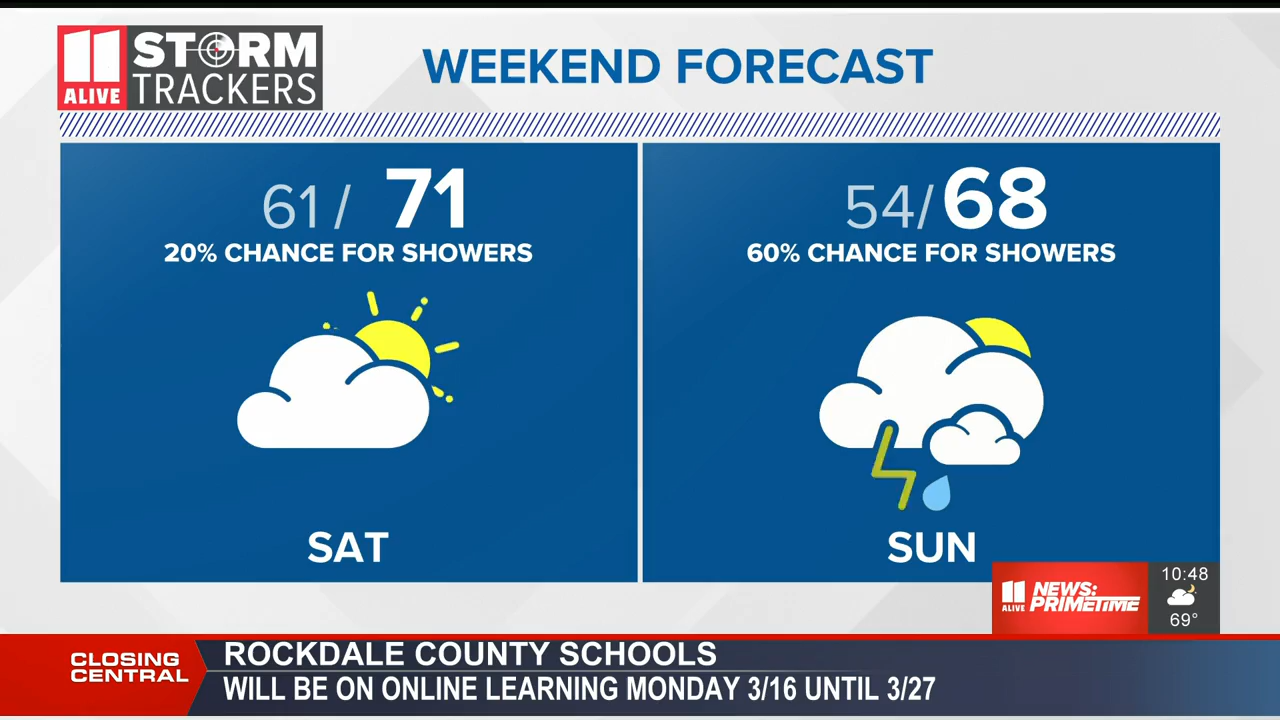 11 ALIVE
STORM
TRACKERS
WEEKEND FORECAST
61/ 71
20% CHANCE FOR SHOWERS
SAT
54/68
60% CHANCE FOR SHOWERS
SUN
11 ALIVE
NEWS:
PRIMETIME
10:48
69°
CLOSING
CENTRAL
ROCKDALE COUNTY SCHOOLS
WILL BE ON ONLINE LEARNING MONDAY 3/16 UNTIL 3/27